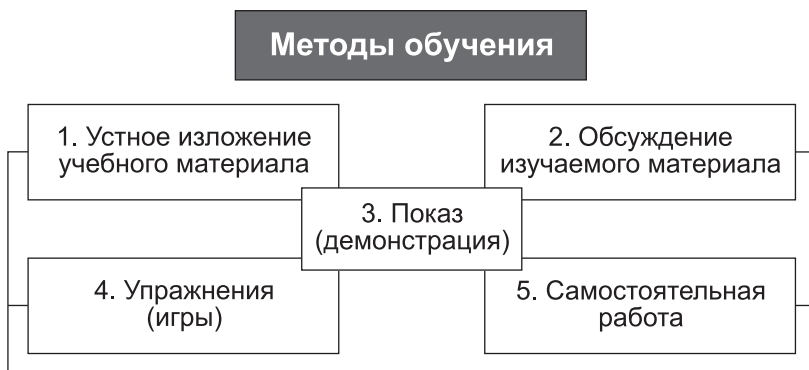 Методы обучения
1. Устное изложение
учебного материала
2. Обсуждение
изучаемого материала
3. Показ
(демонстрация)
4. Упражнения
(игры)
5. Самостоятельная
работа